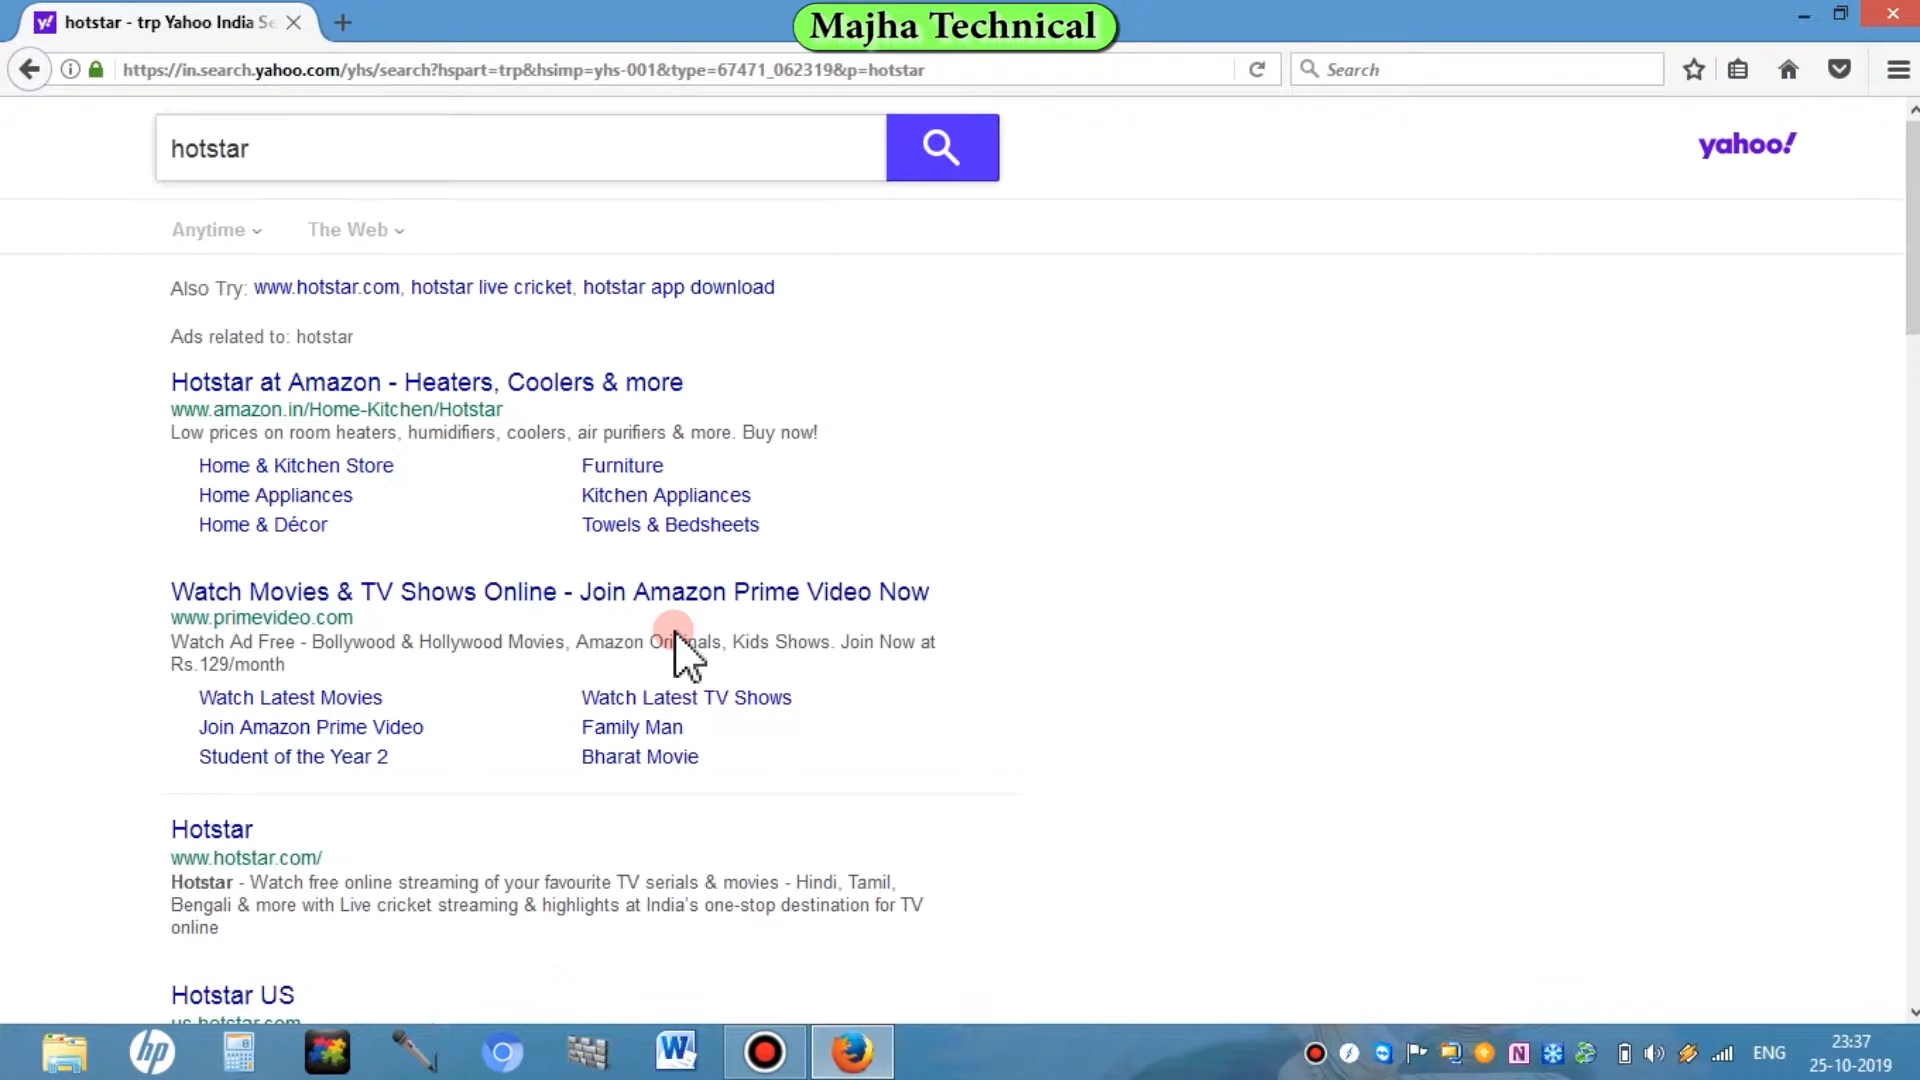 hotstar - trp Yahoo India Se
Majha Technical
https://in.search.yahoo.com/yhs/search?hspart=trp&hsimp=yhs-001&type=67471_062319&p=hotstar
Search
hotstar
yahoo!
Anytime
The Web
Also Try: www.hotstar.com, hotstar live cricket, hotstar app download
Ads related to: hotstar
Hotstar at Amazon - Heaters, Coolers & more
www.amazon.in/Home-Kitchen/Hotstar
Low prices on room heaters, humidifiers, coolers, air purifiers & more. Buy now!
Home & Kitchen Store
Furniture
Home Appliances
Kitchen Appliances
Home & Décor
Towels & Bedsheets
Watch Movies & TV Shows Online - Join Amazon Prime Video Now
www.primevideo.com
Watch Ad Free - Bollywood & Hollywood Movies, Amazon Originals, Kids Shows. Join Now at
Rs.129/month
Watch Latest Movies
Watch Latest TV Shows
Join Amazon Prime Video
Family Man
Student of the Year 2
Bharat Movie
Hotstar
www.hotstar.com/
Hotstar - Watch free online streaming of your favourite TV serials & movies - Hindi, Tamil,
Bengali & more with Live cricket streaming & highlights at India's one-stop destination for TV
online
Hotstar US
us.hotstar.com
hp
ENG
23:37
25-10-2019